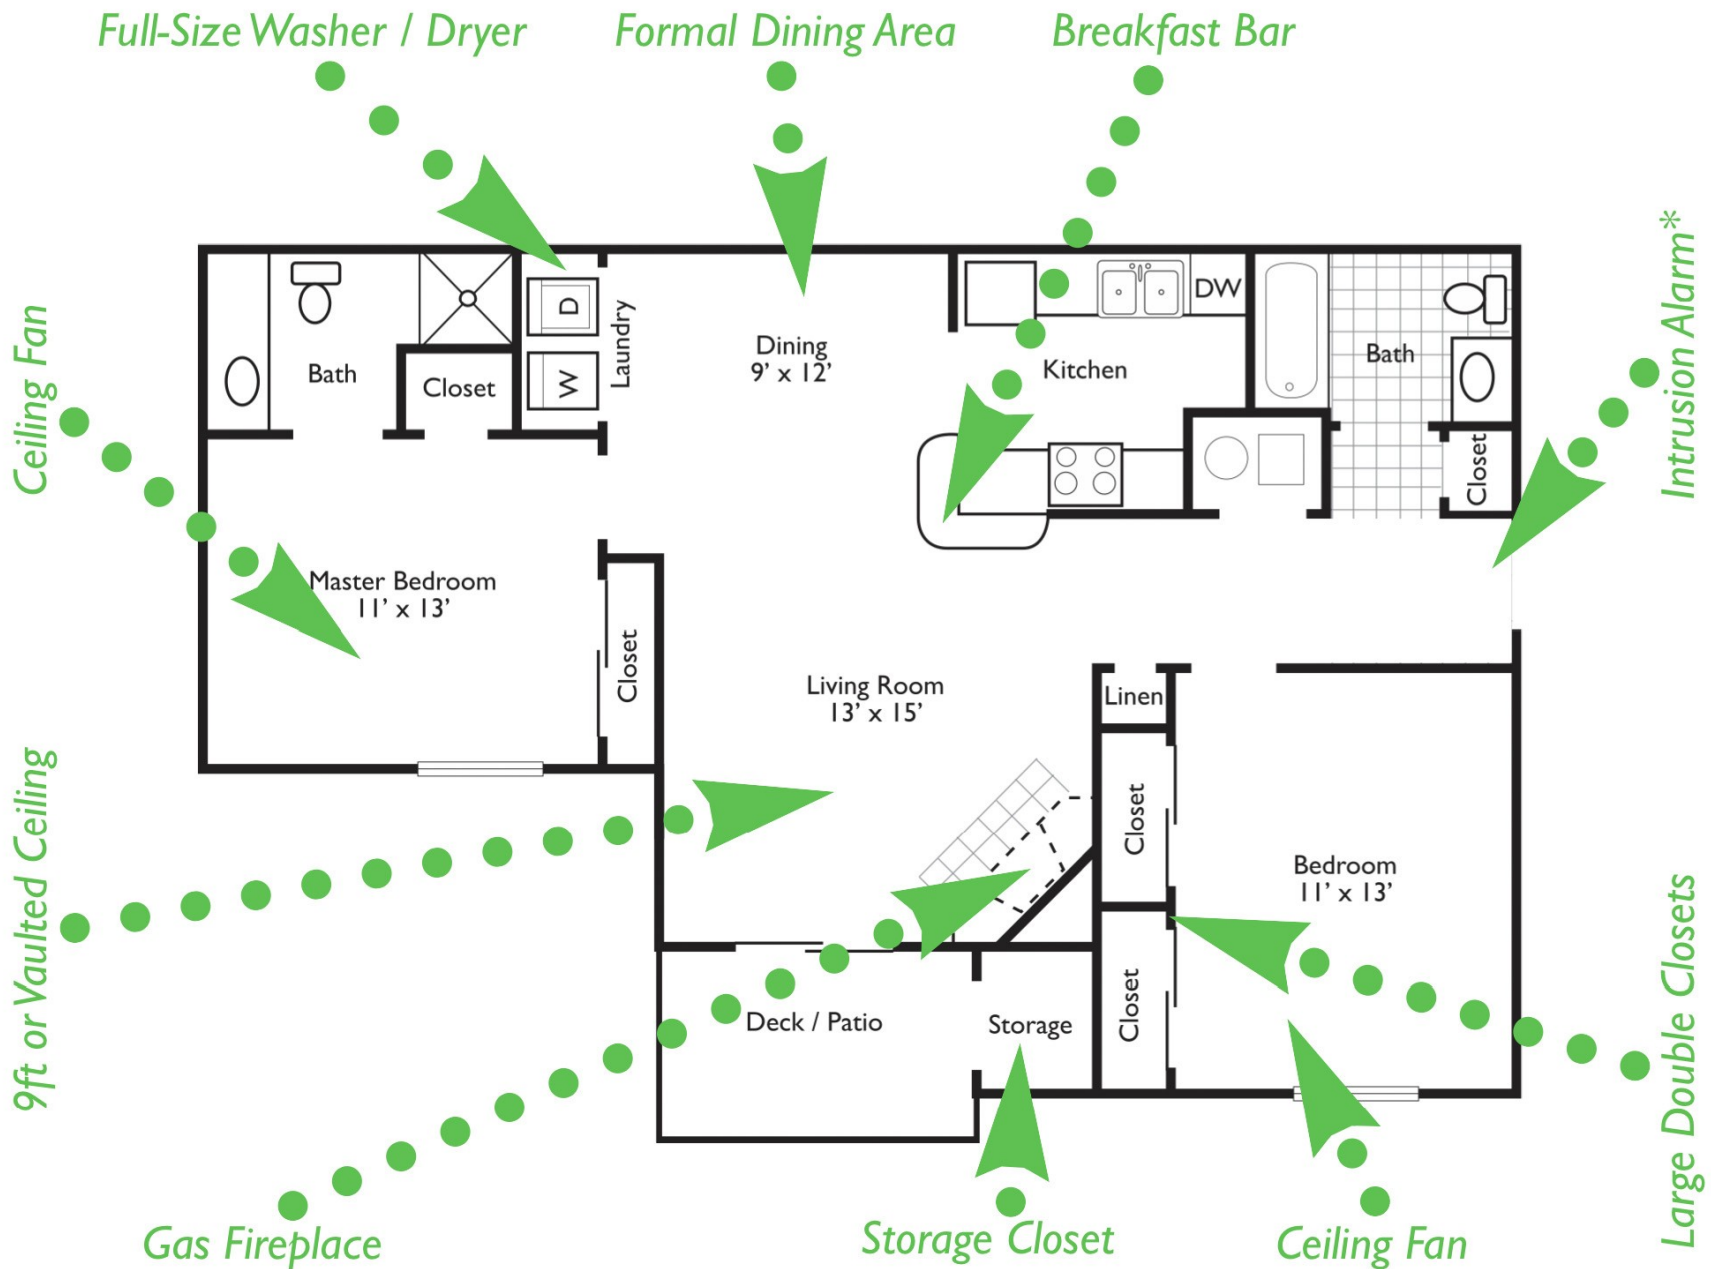 Full-Size Washer / Dryer
Formal Dining Area
Breakfast Bar
Intrusion Alarm*
Ceiling Fan
Bath
Closet
D
W
Laundry
Dining
9’ x 12’
Kitchen
DW
Bath
Closet
Master Bedroom
11’ x 13’
Closet
Living Room
13’ x 15’
Linen
Closet
Bedroom
11’ x 13’
Closet
Deck / Patio
Storage
9ft or Vaulted Ceiling
Large Double Closets
Gas Fireplace
Storage Closet
Ceiling Fan